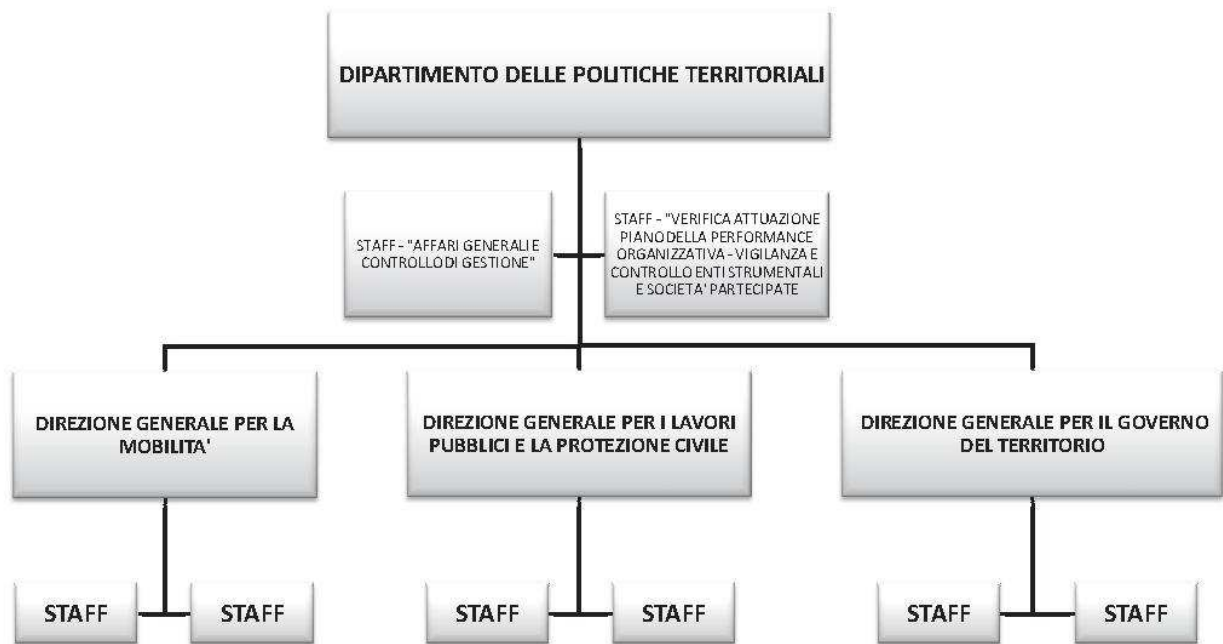 DIPARTIMENTO DELLE POLITICHE TERRITORIALI
STAFF - "AFFARI GENERALI E
CONTROLLO DI GESTIONE"
STAFF - "VERIFICA ATTUAZIONE
PIANO DELLA PERFORMANCE
ORGANIZZATIVA - VIGILANZA E
CONTROLLO ENTI STRUMENTALI
E SOCIETA' PARTECIPATE
DIREZIONE GENERALE PER LA
MOBILITA'
DIREZIONE GENERALE PER I LAVORI
PUBBLICI E LA PROTEZIONE CIVILE
DIREZIONE GENERALE PER IL GOVERNO
DEL TERRITORIO
STAFF
STAFF
STAFF
STAFF
STAFF
STAFF